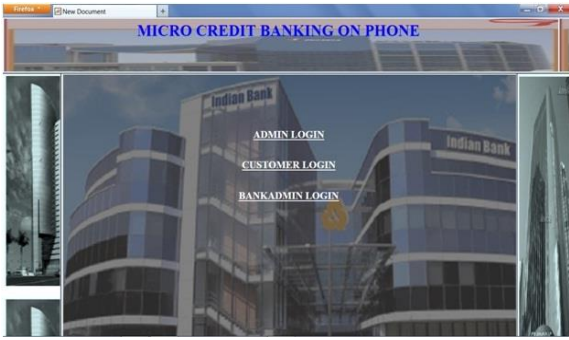 Firefox
New Document
MICRO CREDIT BANKING ON PHONE
Indian Bank
Indian Bank
ADMIN LOGIN
CUSTOMER LOGIN
BANKADMIN LOGIN